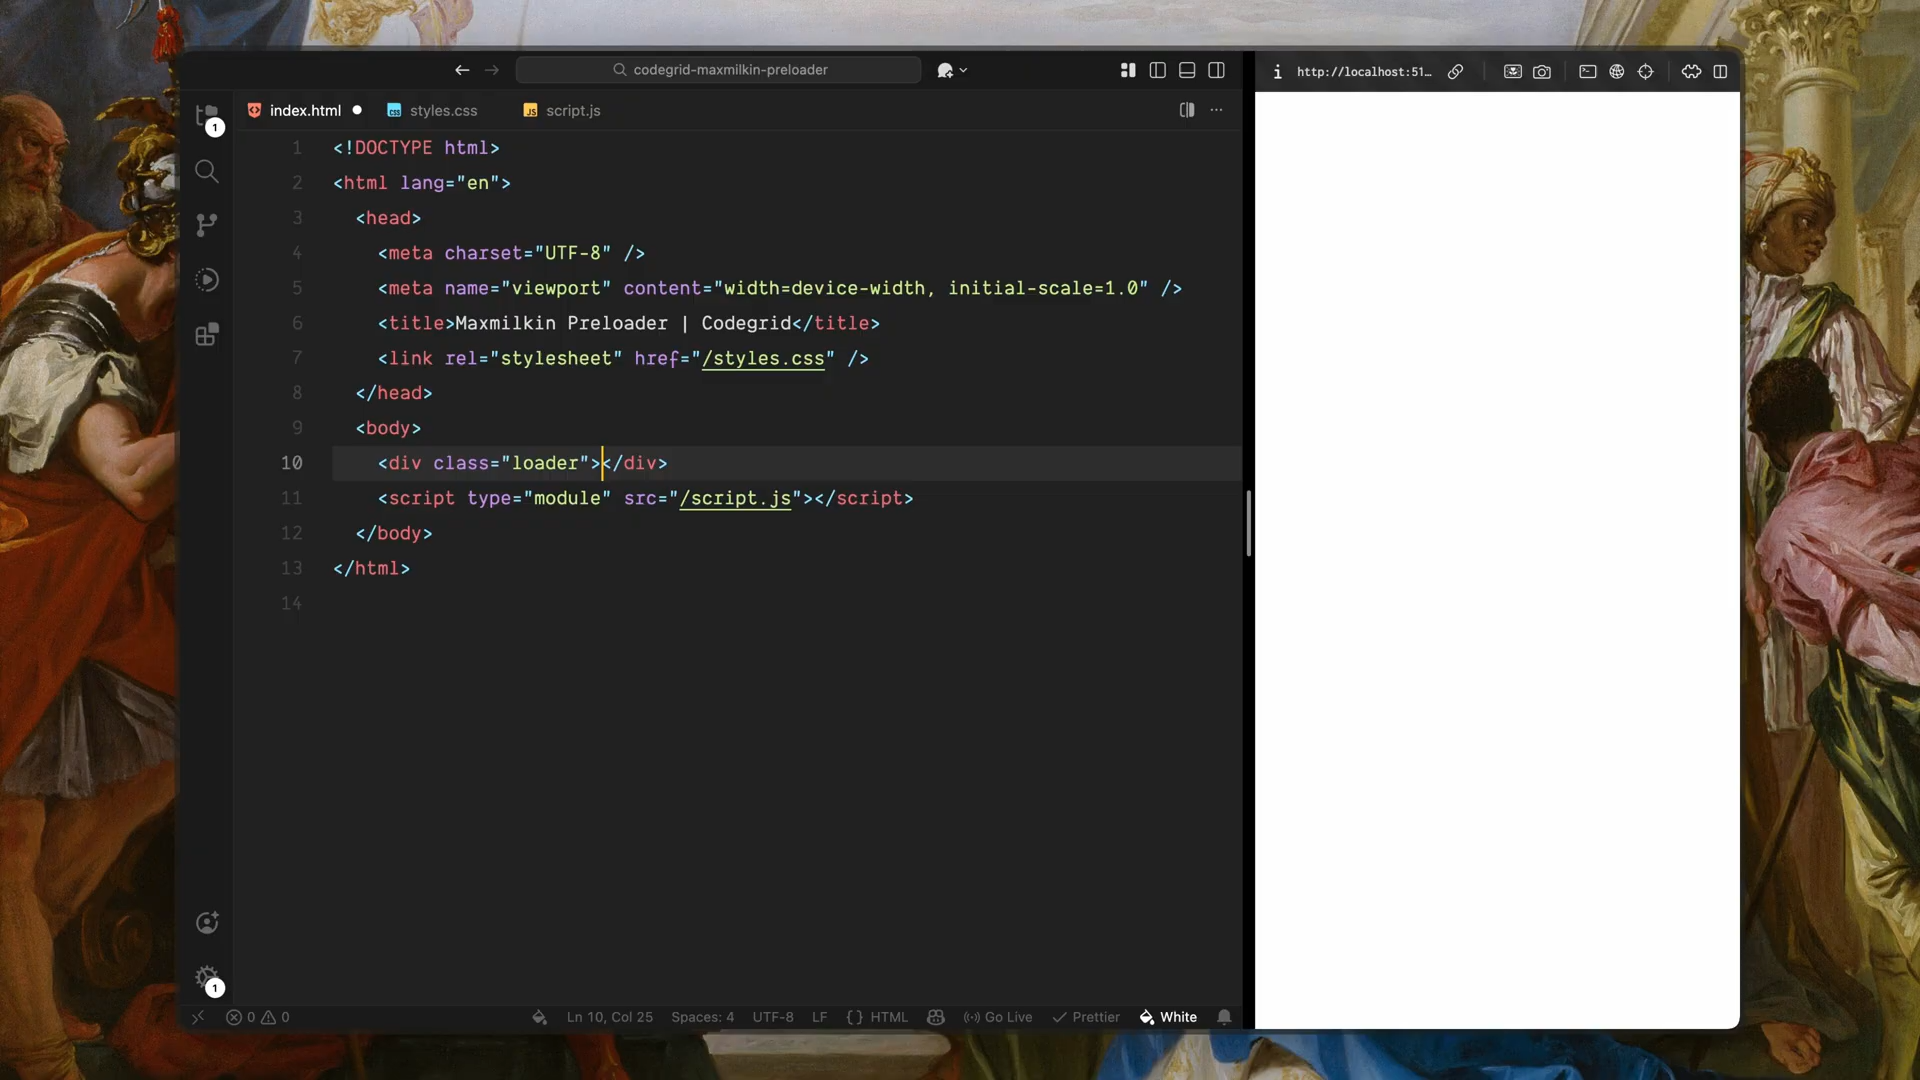 codegrid-maxmilkin-preloader
i http://localhost:51…
index.html
styles.css
JS script.js
1
1 <!DOCTYPE html>
2 <html lang="en">
3 <head>
4 <meta charset="UTF-8" />
5 <meta name="viewport" content="width=device-width, initial-scale=1.0" />
6 <title>Maxmilkin Preloader | Codegrid</title>
7 <link rel="stylesheet" href="/styles.css" />
8 </head>
9 <body>
10 <div class="loader"></div>
11 <script type="module" src="/script.js"></script>
12 </body>
13 </html>
14
1
0 0
Ln 10, Col 25 Spaces: 4 UTF-8 LF {} HTML Go Live Prettier White